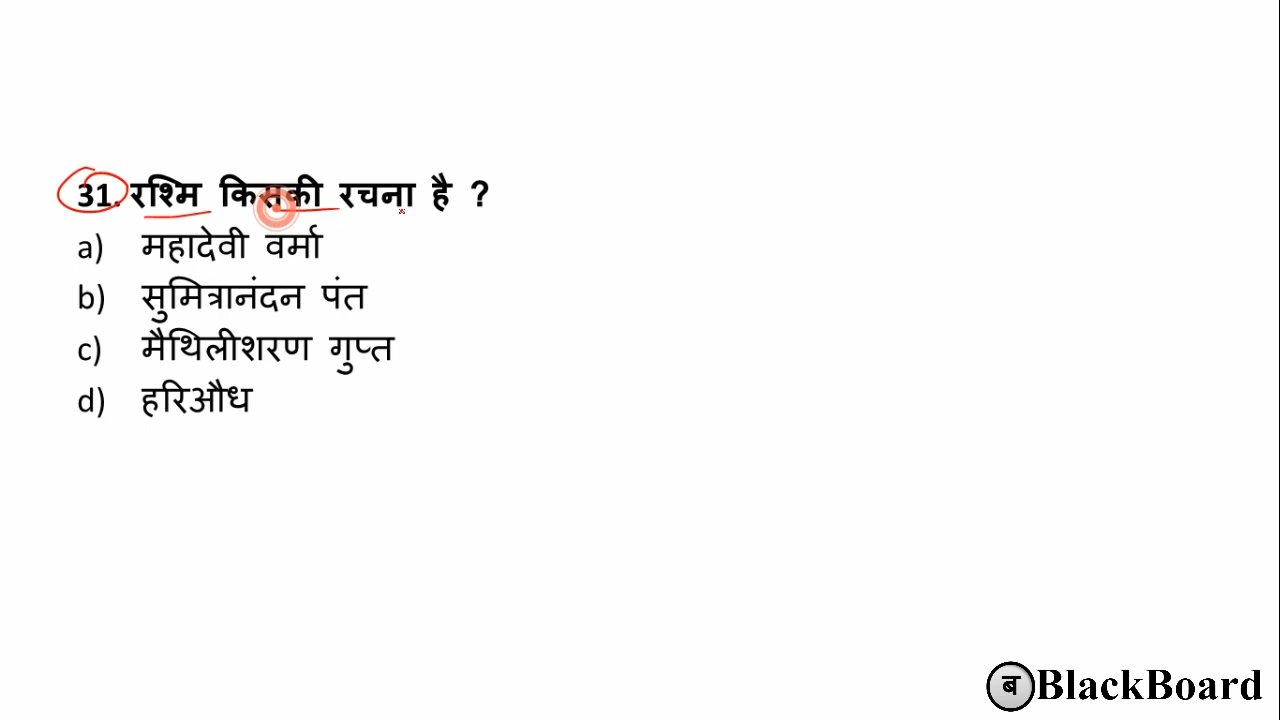 31. रश्मि किसकी रचना है ?
a) महादेवी वर्मा
b) सुमित्रानंदन पंत
c) मैथिलीशरण गुप्त
d) हरिऔध
ब BlackBoard